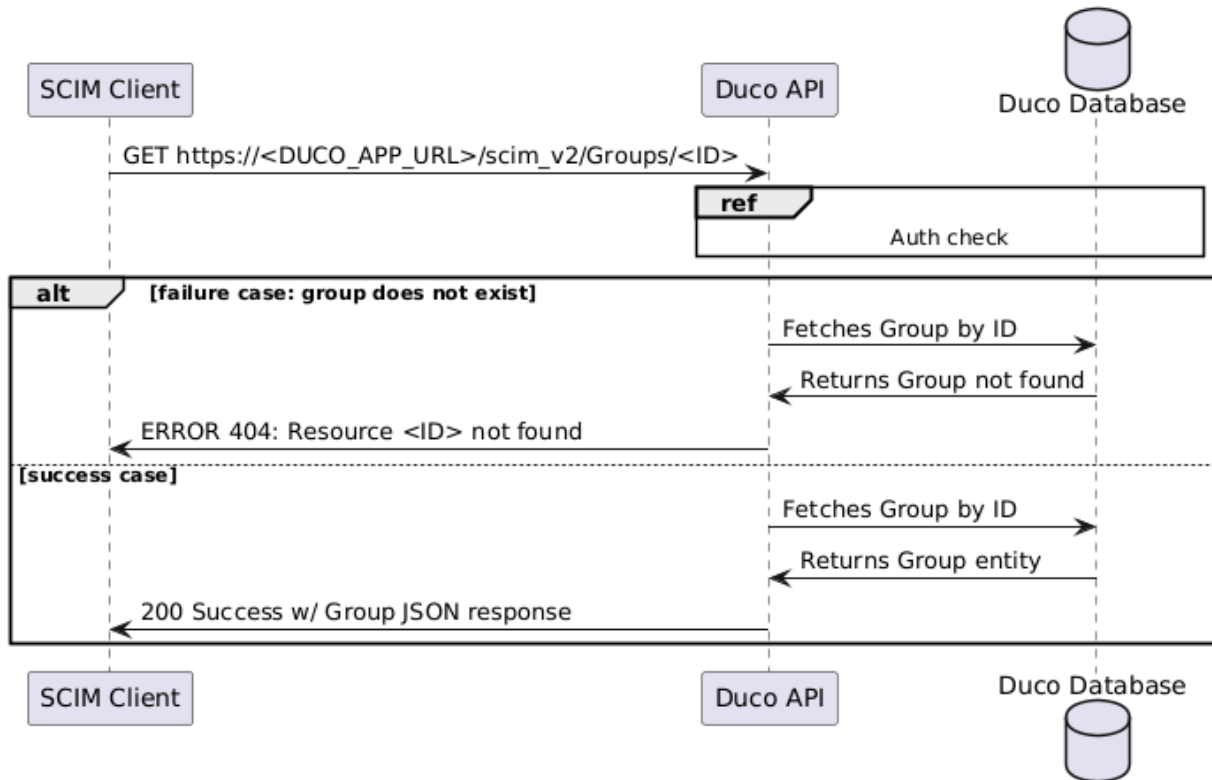 SCIM Client
Duco API
Duco Database
GET https://<DUCO_APP_URL>/scim_v2/Groups/<ID>
ref
Auth check
alt
[failure case: group does not exist]
Fetches Group by ID
Returns Group not found
ERROR 404: Resource <ID> not found
[success case]
Fetches Group by ID
Returns Group entity
200 Success w/ Group JSON response
SCIM Client
Duco API
Duco Database